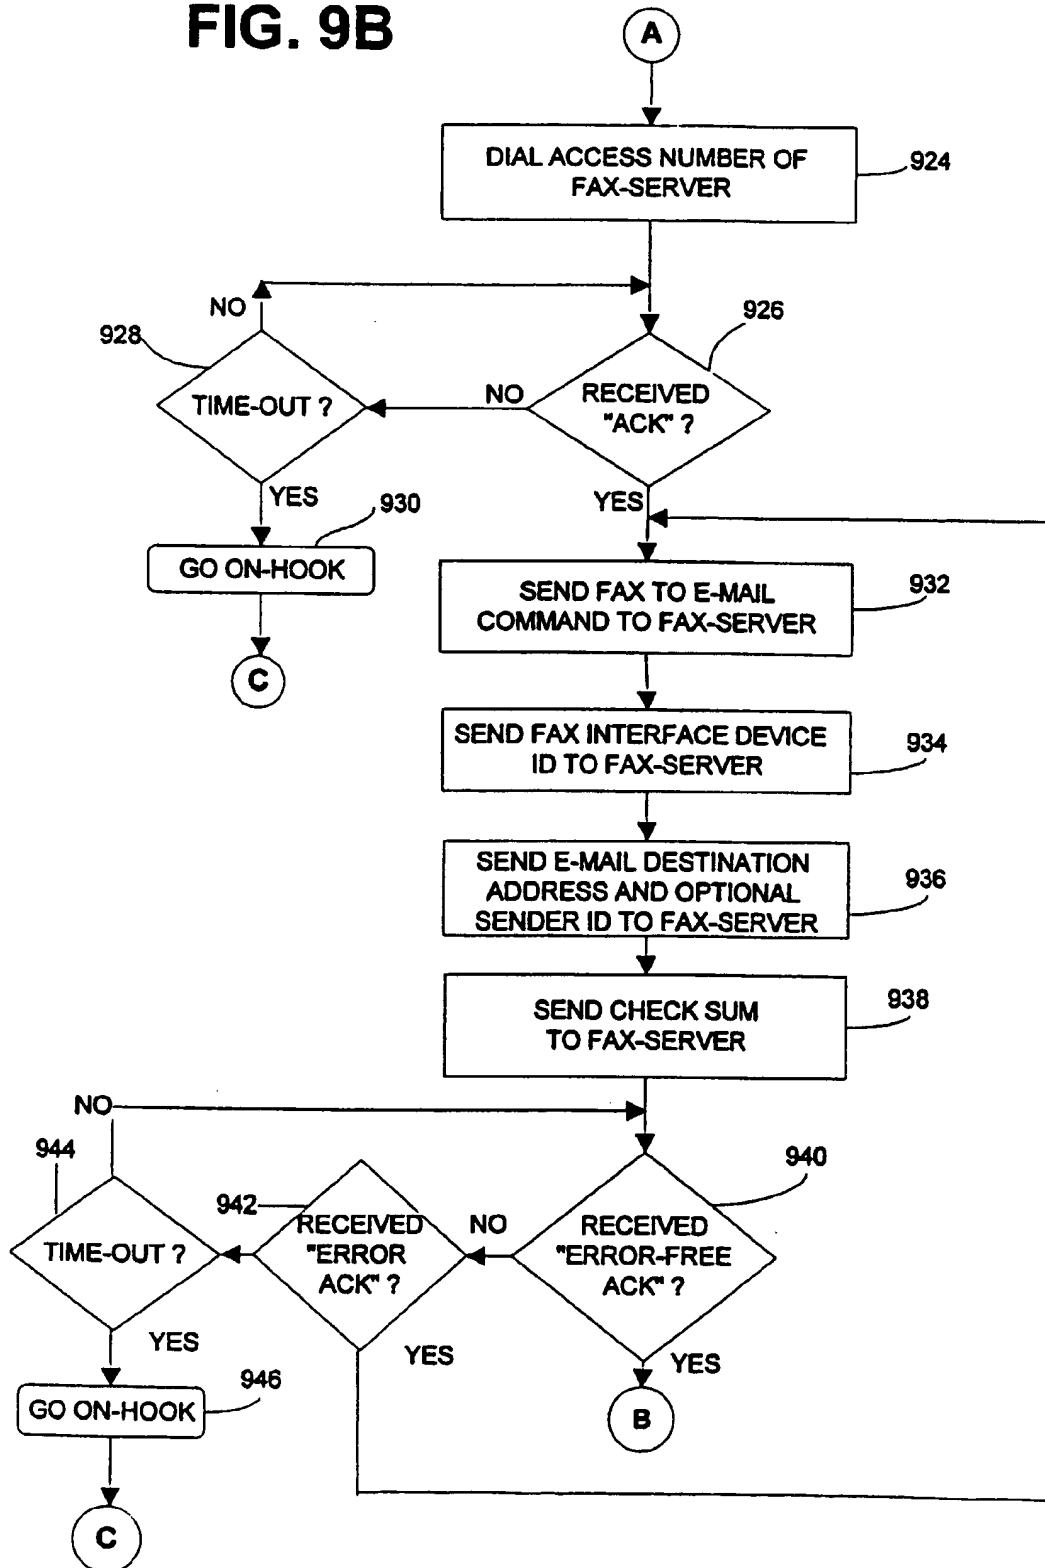 FIG. 9B
A
DIAL ACCESS NUMBER OF
FAX-SERVER
924
NO
928
926
TIME-OUT ?
NO
RECEIVED
"ACK" ?
YES
YES
930
GO ON-HOOK
C
SEND FAX TO E-MAIL
COMMAND TO FAX-SERVER
932
SEND FAX INTERFACE DEVICE
ID TO FAX-SERVER
934
SEND E-MAIL DESTINATION
ADDRESS AND OPTIONAL
SENDER ID TO FAX-SERVER
936
SEND CHECK SUM
TO FAX-SERVER
938
NO
944
942
940
TIME-OUT ?
RECEIVED
"ERROR
ACK" ?
NO
RECEIVED
"ERROR-FREE
ACK" ?
YES
YES
YES
946
GO ON-HOOK
B
C